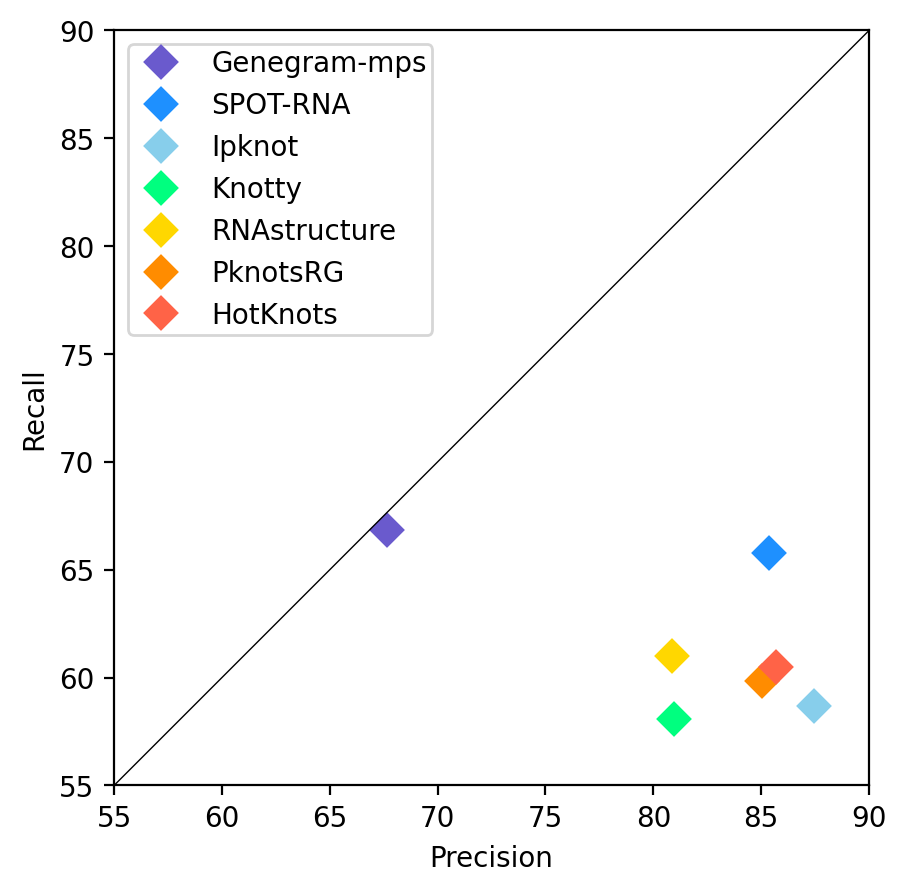 90
85
80
75
70
65
60
55
Recall
Genegram-mps
SPOT-RNA
Ipknot
Knotty
RNAstructure
PknotsRG
HotKnots
55 60 65 70 75 80 85 90
Precision